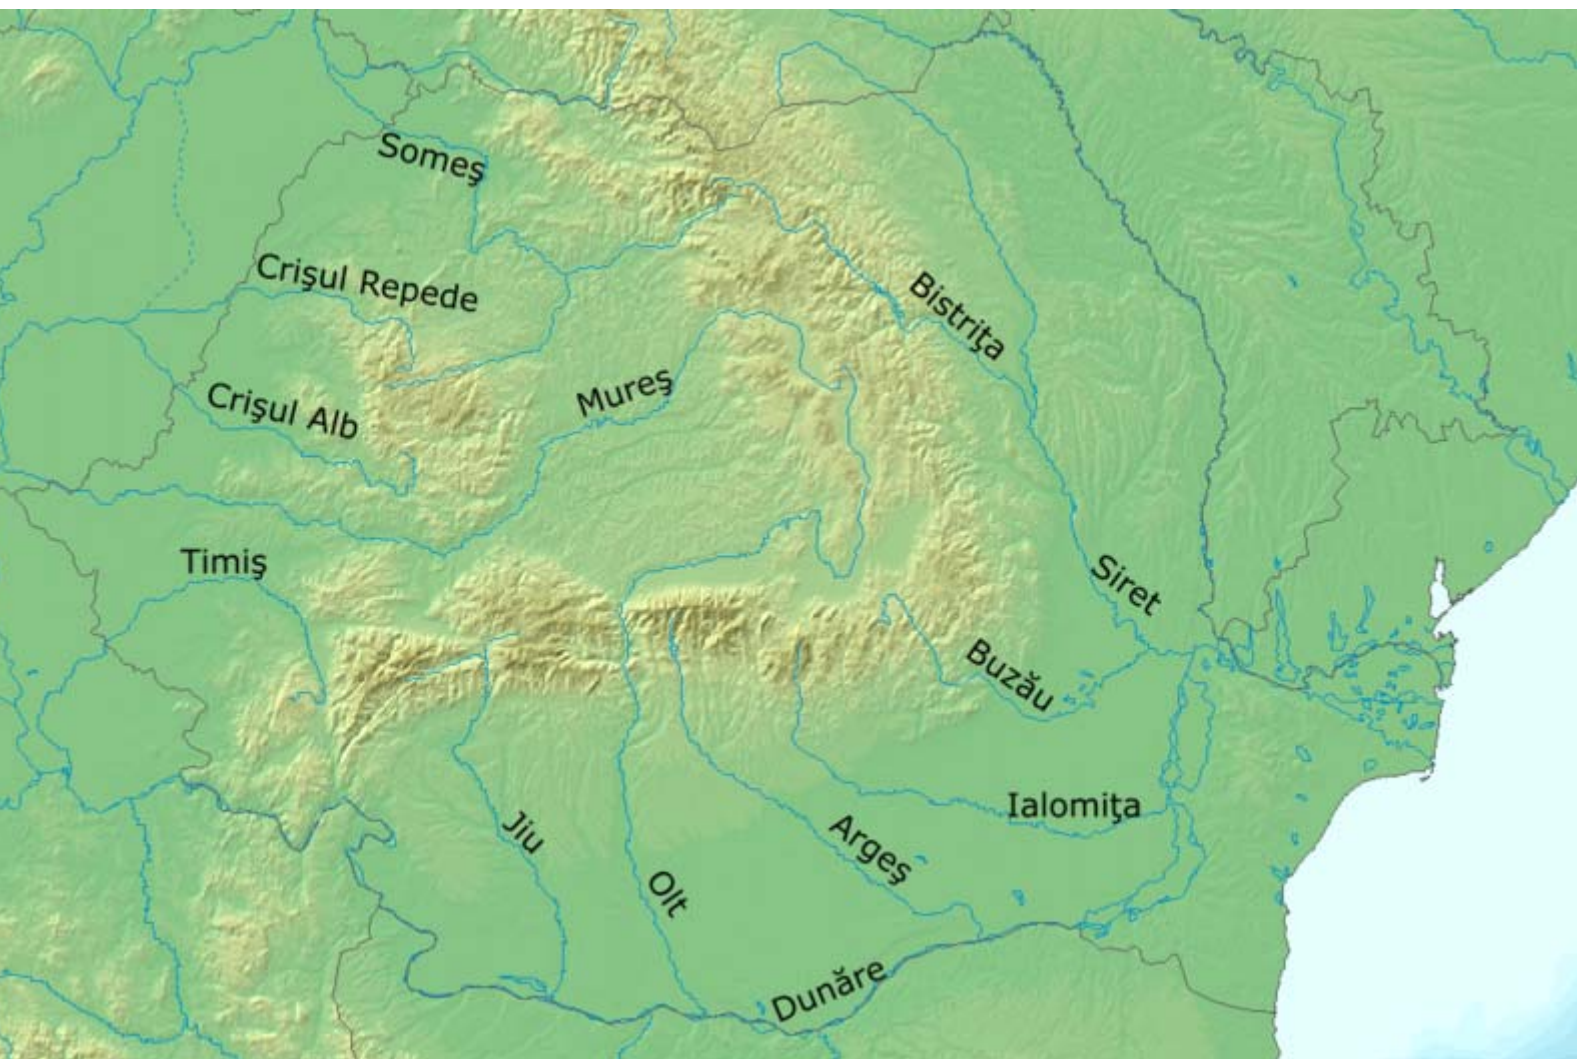 Someş
Crişul Repede
Bistriţa
Mureş
Crişul Alb
Timiş
Siret
Buzău
Ialomiţa
Jiu
Argeş
Olt
Dunăre